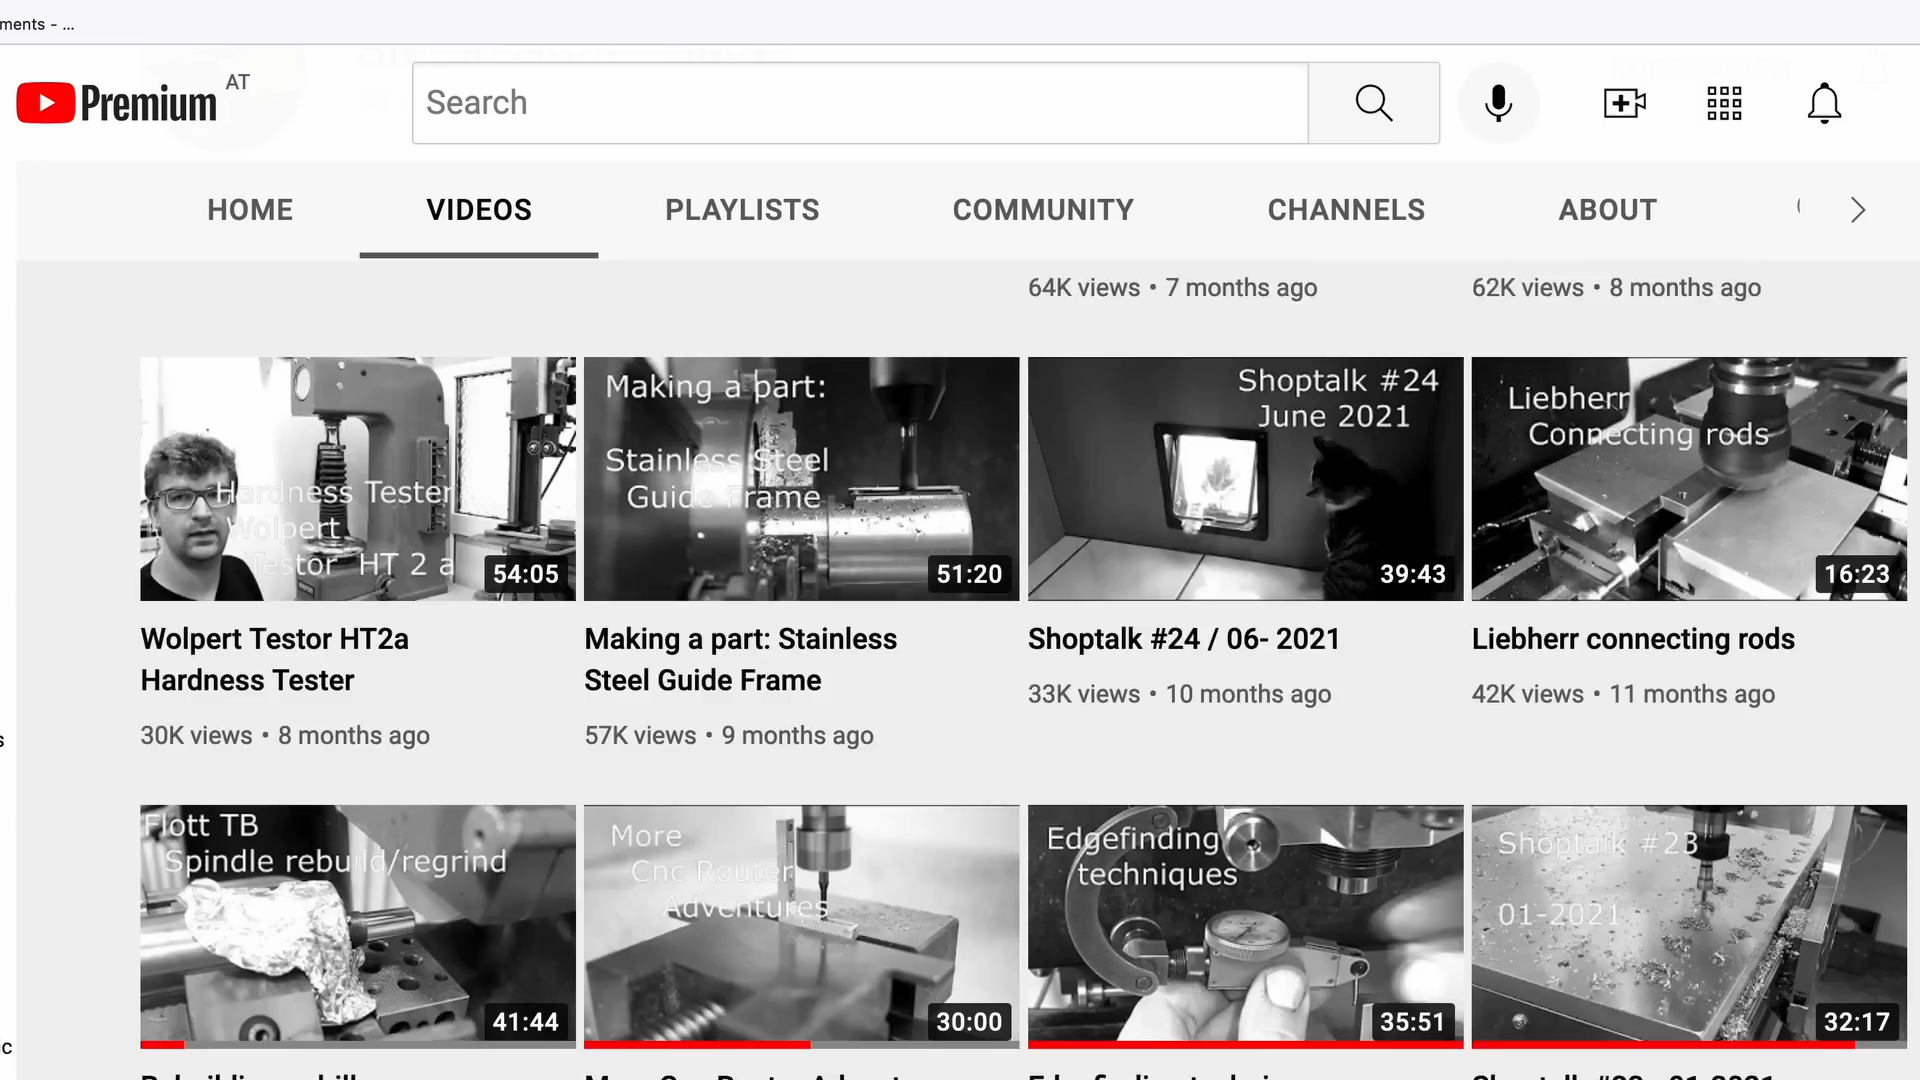 ments - ...
Premium
AT
Search
HOME
VIDEOS
PLAYLISTS
COMMUNITY
CHANNELS
ABOUT
64K views • 7 months ago
62K views • 8 months ago
Hardness Tester
Wolpert
Testor HT 2 a
54:05
Making a part:
Stainless Steel
Guide Frame
51:20
Shoptalk #24
June 2021
39:43
Liebherr
Connecting rods
16:23
Wolpert Testor HT2a
Hardness Tester
30K views • 8 months ago
Making a part: Stainless
Steel Guide Frame
57K views • 9 months ago
Shoptalk #24 / 06- 2021
33K views • 10 months ago
Liebherr connecting rods
42K views • 11 months ago
s
Flott TB
Spindle rebuild/regrind
41:44
More
Cnc Router
Adventures
30:00
Edgefinding
techniques
35:51
Shoptalk #23
01-2021
32:17
ic